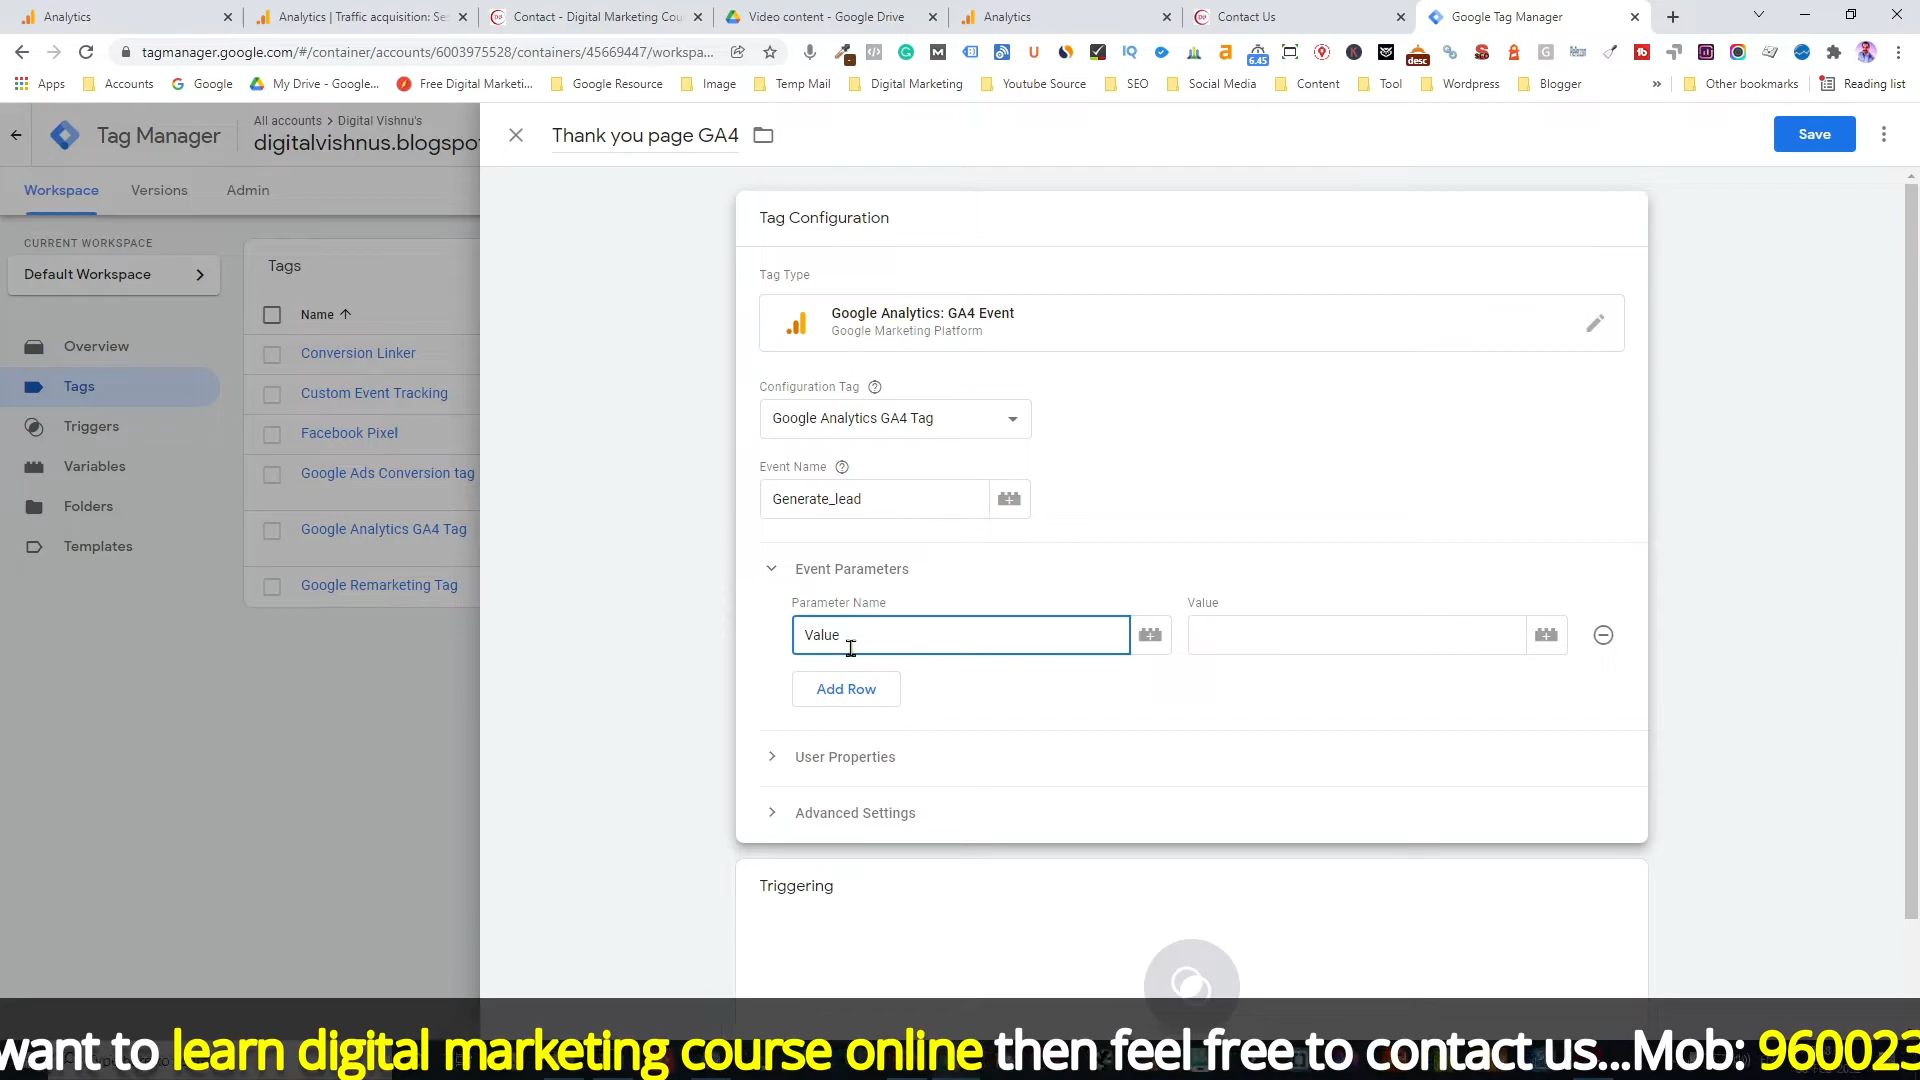 Analytics
Analytics | Traffic acquisition: Se
Contact - Digital Marketing Cou
Video content - Google Drive
Analytics
Contact Us
Google Tag Manager
tagmanager.google.com/#/container/accounts/6003975528/containers/45669447/workspa...
6.45
desc
Apps
Accounts
Google
My Drive - Google...
Free Digital Marketi...
Google Resource
Image
Temp Mail
Digital Marketing
Youtube Source
SEO
Social Media
Content
Tool
Wordpress
Blogger
»
Other bookmarks
Reading list
Tag Manager
All accounts > Digital Vishnu's
digitalvishnus.blogspo
Thank you page GA4
Save
Workspace
Versions
Admin
CURRENT WORKSPACE
Default Workspace
Overview
Tags
Triggers
Variables
Folders
Templates
Tags
Name
Conversion Linker
Custom Event Tracking
Facebook Pixel
Google Ads Conversion tag
Google Analytics GA4 Tag
Google Remarketing Tag
Tag Configuration
Tag Type
Google Analytics: GA4 Event
Google Marketing Platform
Configuration Tag
Google Analytics GA4 Tag
Event Name
Generate_lead
Event Parameters
Parameter Name
Value
Value
Add Row
User Properties
Advanced Settings
Triggering
want to learn digital marketing course online then feel free to contact us...Mob: 960023